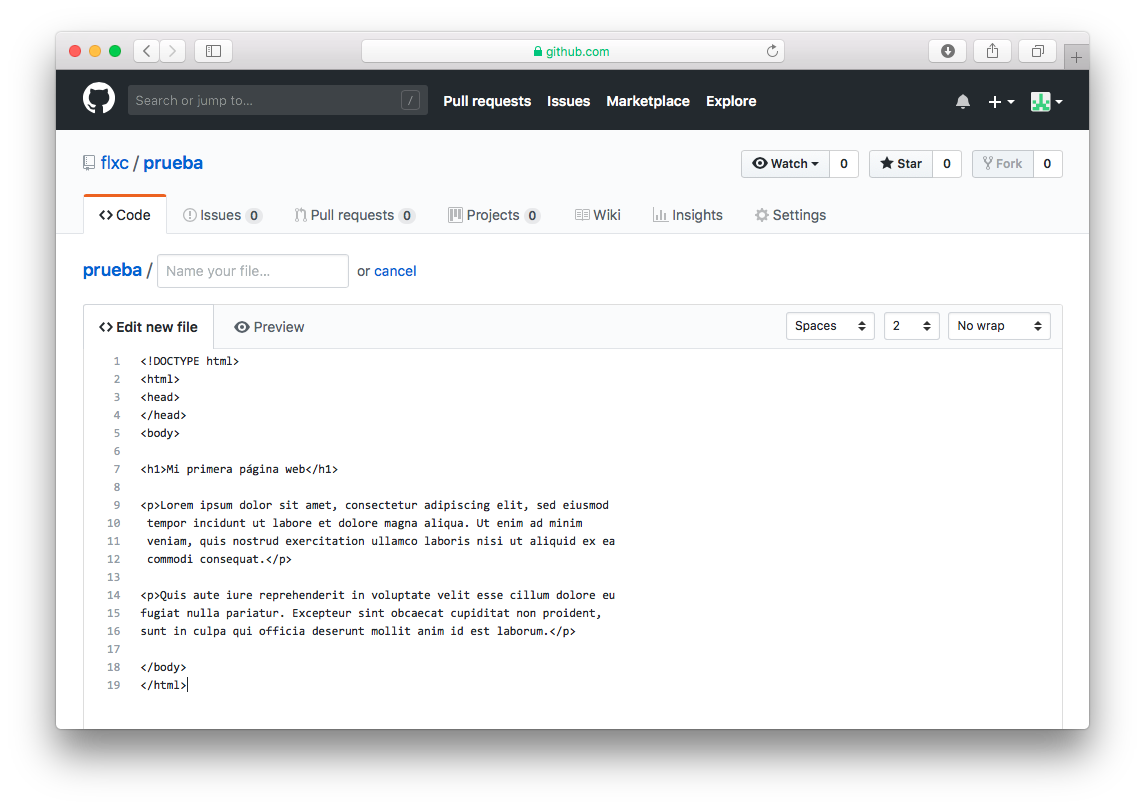 github.com
Search or jump to... / Pull requests Issues Marketplace Explore
flxc / prueba Watch 0 Star 0 Fork 0
Code Issues 0 Pull requests 0 Projects 0 Wiki Insights Settings
prueba / Name your file... or cancel
Edit new file Preview Spaces 2 No wrap
1 <!DOCTYPE html>
2 <html>
3 <head>
4 </head>
5 <body>
6
7 <h1>Mi primera página web</h1>
8
9 <p>Lorem ipsum dolor sit amet, consectetur adipiscing elit, sed eiusmod
10 tempor incidunt ut labore et dolore magna aliqua. Ut enim ad minim
11 veniam, quis nostrud exercitation ullamco laboris nisi ut aliquid ex ea
12 commodi consequat.</p>
13
14 <p>Quis aute iure reprehenderit in voluptate velit esse cillum dolore eu
15 fugiat nulla pariatur. Excepteur sint obcaecat cupiditat non proident,
16 sunt in culpa qui officia deserunt mollit anim id est laborum.</p>
17
18 </body>
19 </html>